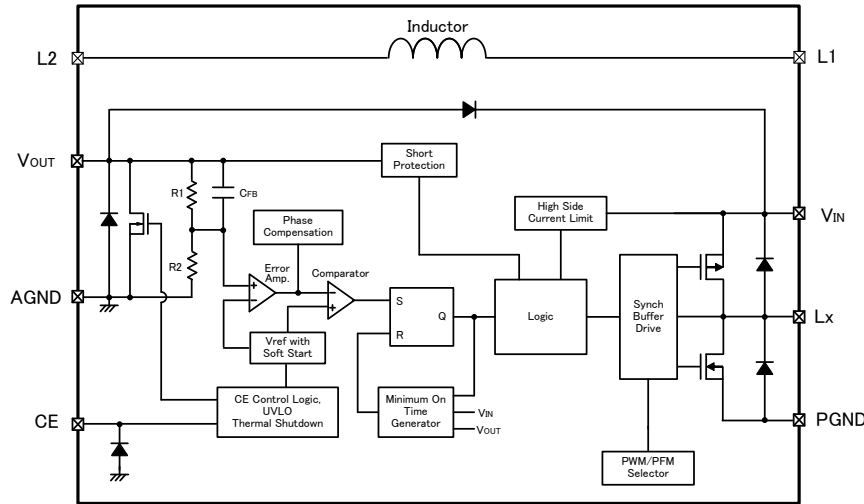 Inductor
L2
L1
VOUT
Short
Protection
R1
CFB
Phase
Compensation
High Side
Current Limit
VIN
R2
Error
Amp.
Comparator
AGND
S
Q
R
Logic
Synch
Buffer
Drive
Lx
Vref with
Soft Start
CE Control Logic,
UVLO
Thermal Shutdown
Minimum On
Time
Generator
VIN
VOUT
CE
PGND
PWM/PFM
Selector